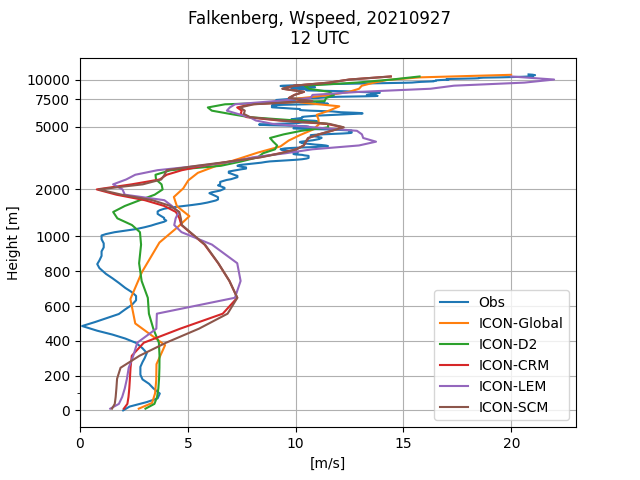 Falkenberg, Wspeed, 20210927
12 UTC
Height [m]
10000
7500
5000
2000
1000
800
600
400
200
0
0 5 10 15 20
[m/s]
Obs
ICON-Global
ICON-D2
ICON-CRM
ICON-LEM
ICON-SCM